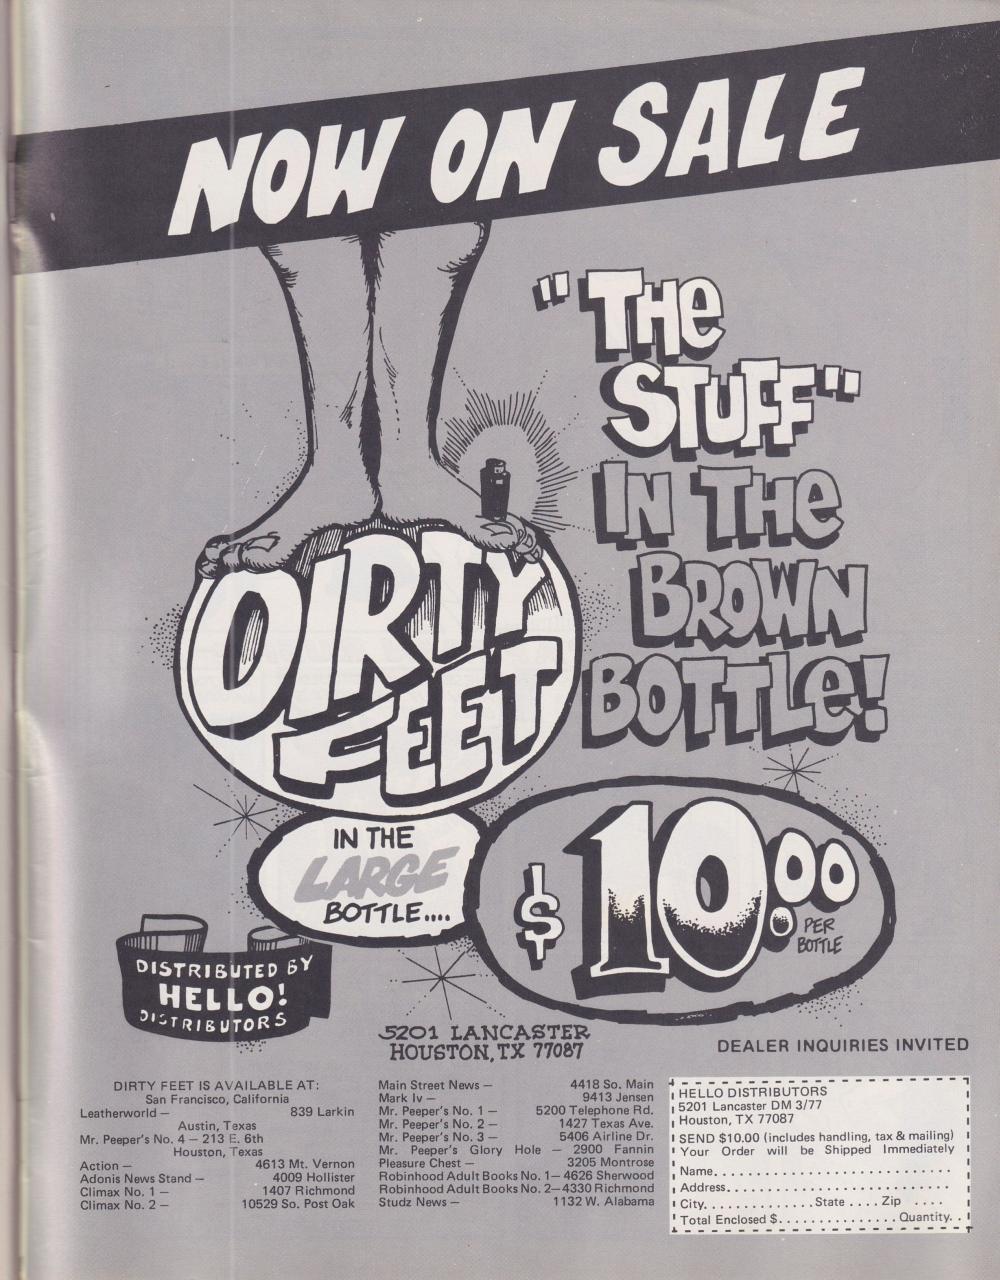 NOW ON SALE
"THE
STUFF"
IN THE
BROWN
BOTTLE!
DIRTY
FEET
IN THE
LARGE
BOTTLE....
$10.00
PER
BOTTLE
DISTRIBUTED BY
HELLO!
DISTRIBUTORS
5201 LANCASTER
HOUSTON, TX 77087
DEALER INQUIRIES INVITED
DIRTY FEET IS AVAILABLE AT:
San Francisco, California
Leatherworld — 839 Larkin
Austin, Texas
Mr. Peeper's No. 4 — 213 E. 6th
Houston, Texas
Action — 4613 Mt. Vernon
Adonis News Stand — 4009 Hollister
Climax No. 1 — 1407 Richmond
Climax No. 2 — 10529 So. Post Oak
Main Street News — 4418 So. Main
Mark Iv — 9413 Jensen
Mr. Peeper's No. 1 — 5200 Telephone Rd.
Mr. Peeper's No. 2 — 1427 Texas Ave.
Mr. Peeper's No. 3 — 5406 Airline Dr.
Mr. Peeper's Glory Hole — 2900 Fannin
Pleasure Chest — 3205 Montrose
Robinhood Adult Books No. 1— 4626 Sherwood
Robinhood Adult Books No. 2—4330 Richmond
Studz News — 1132 W. Alabama
HELLO DISTRIBUTORS
5201 Lancaster DM 3/77
Houston, TX 77087
SEND $10.00 (includes handling, tax & mailing)
Your Order will be Shipped Immediately
Name..............................
Address............................
City.............. State .... Zip ....
Total Enclosed $............... Quantity..